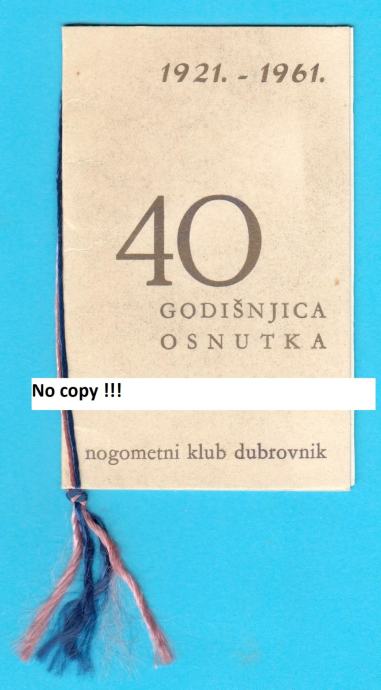 1921. - 1961.
40
GODIŠNJICA
OSNUTKA
No copy !!!
nogometni klub dubrovnik